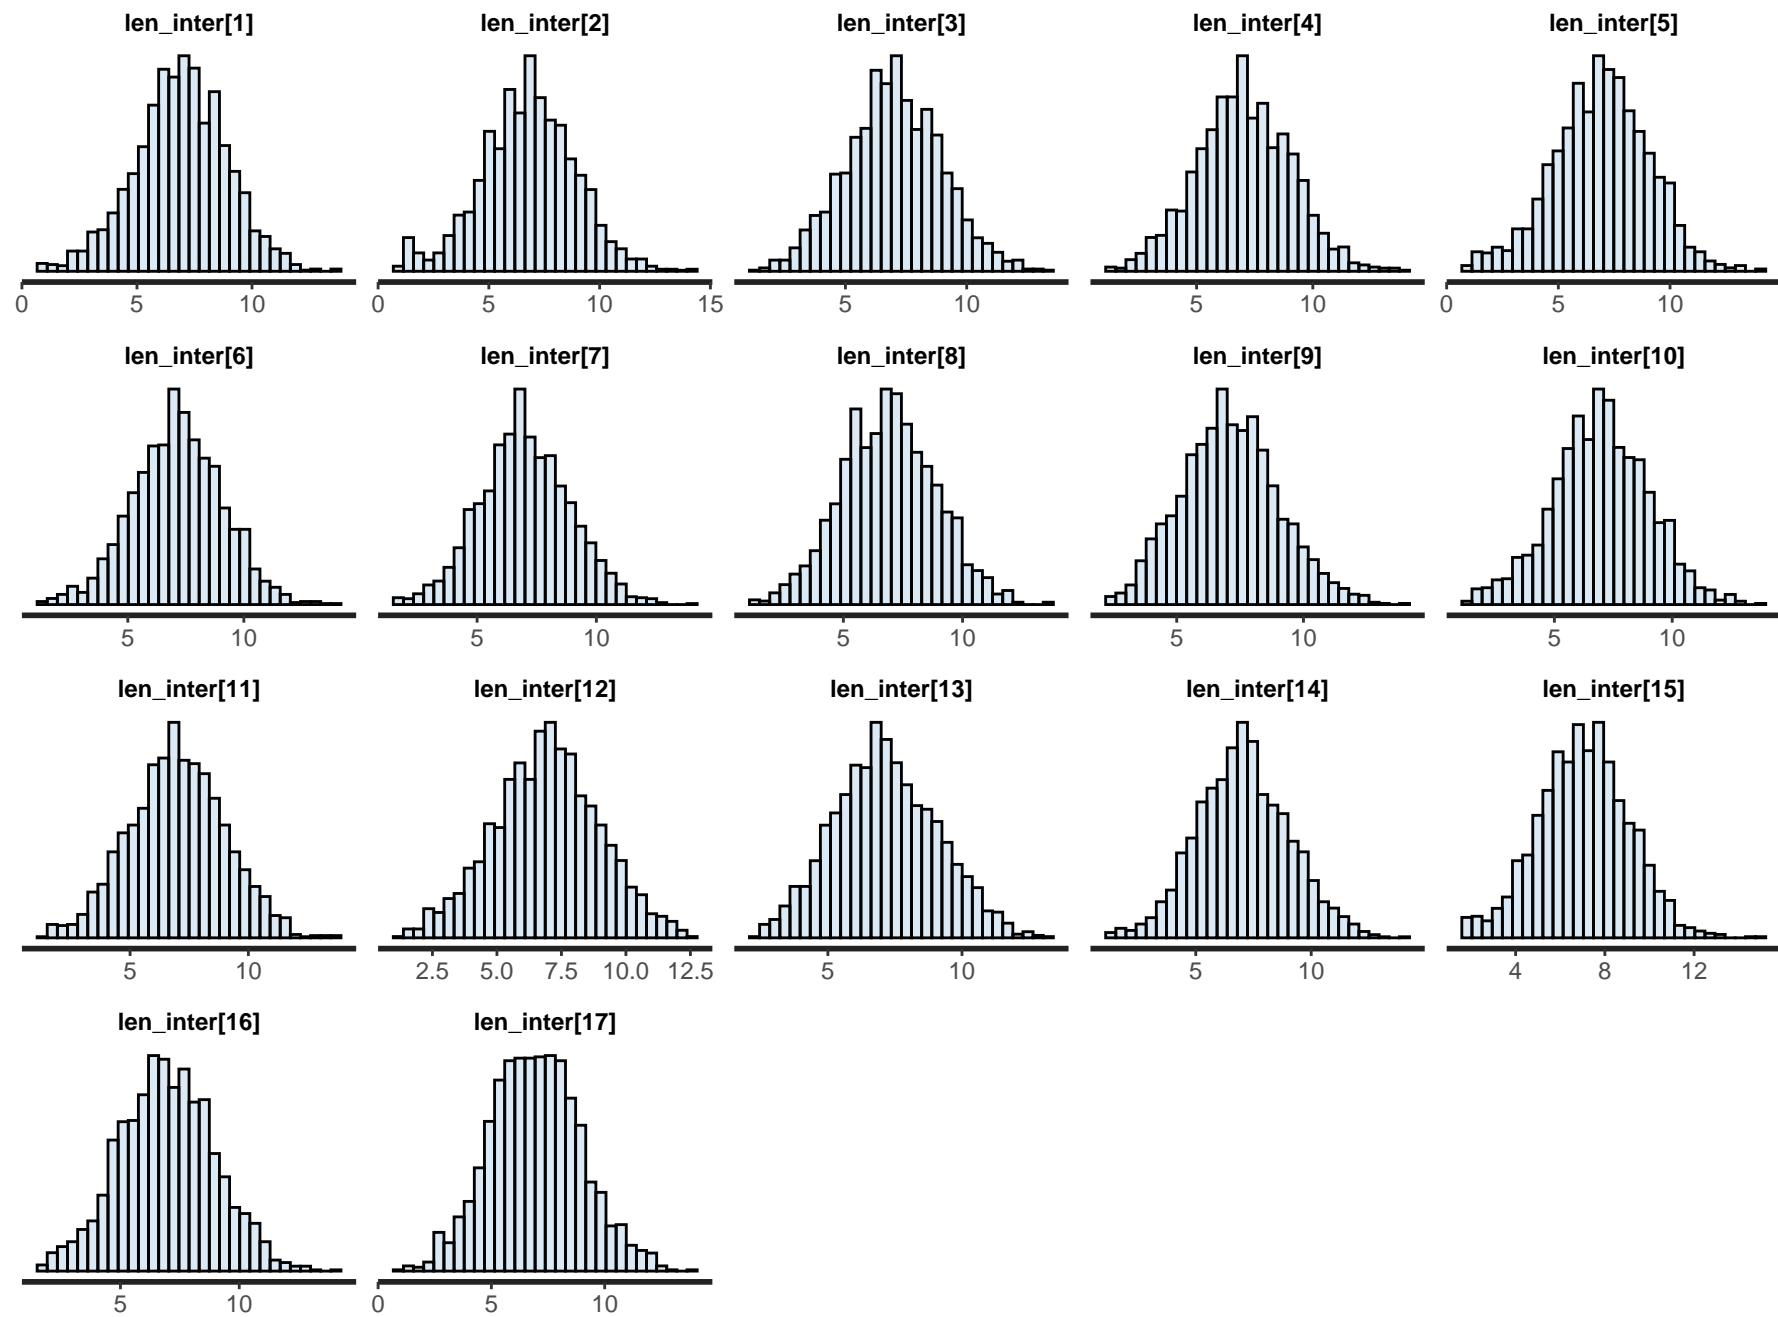 len_inter[1] len_inter[2] len_inter[3] len_inter[4] len_inter[5]
0 5 10 0 5 10 15 5 10 5 10 0 5 10
len_inter[6] len_inter[7] len_inter[8] len_inter[9] len_inter[10]
5 10 5 10 5 10 5 10 5 10
len_inter[11] len_inter[12] len_inter[13] len_inter[14] len_inter[15]
5 10 2.5 5.0 7.5 10.0 12.5 5 10 5 10 4 8 12
len_inter[16] len_inter[17]
5 10 0 5 10